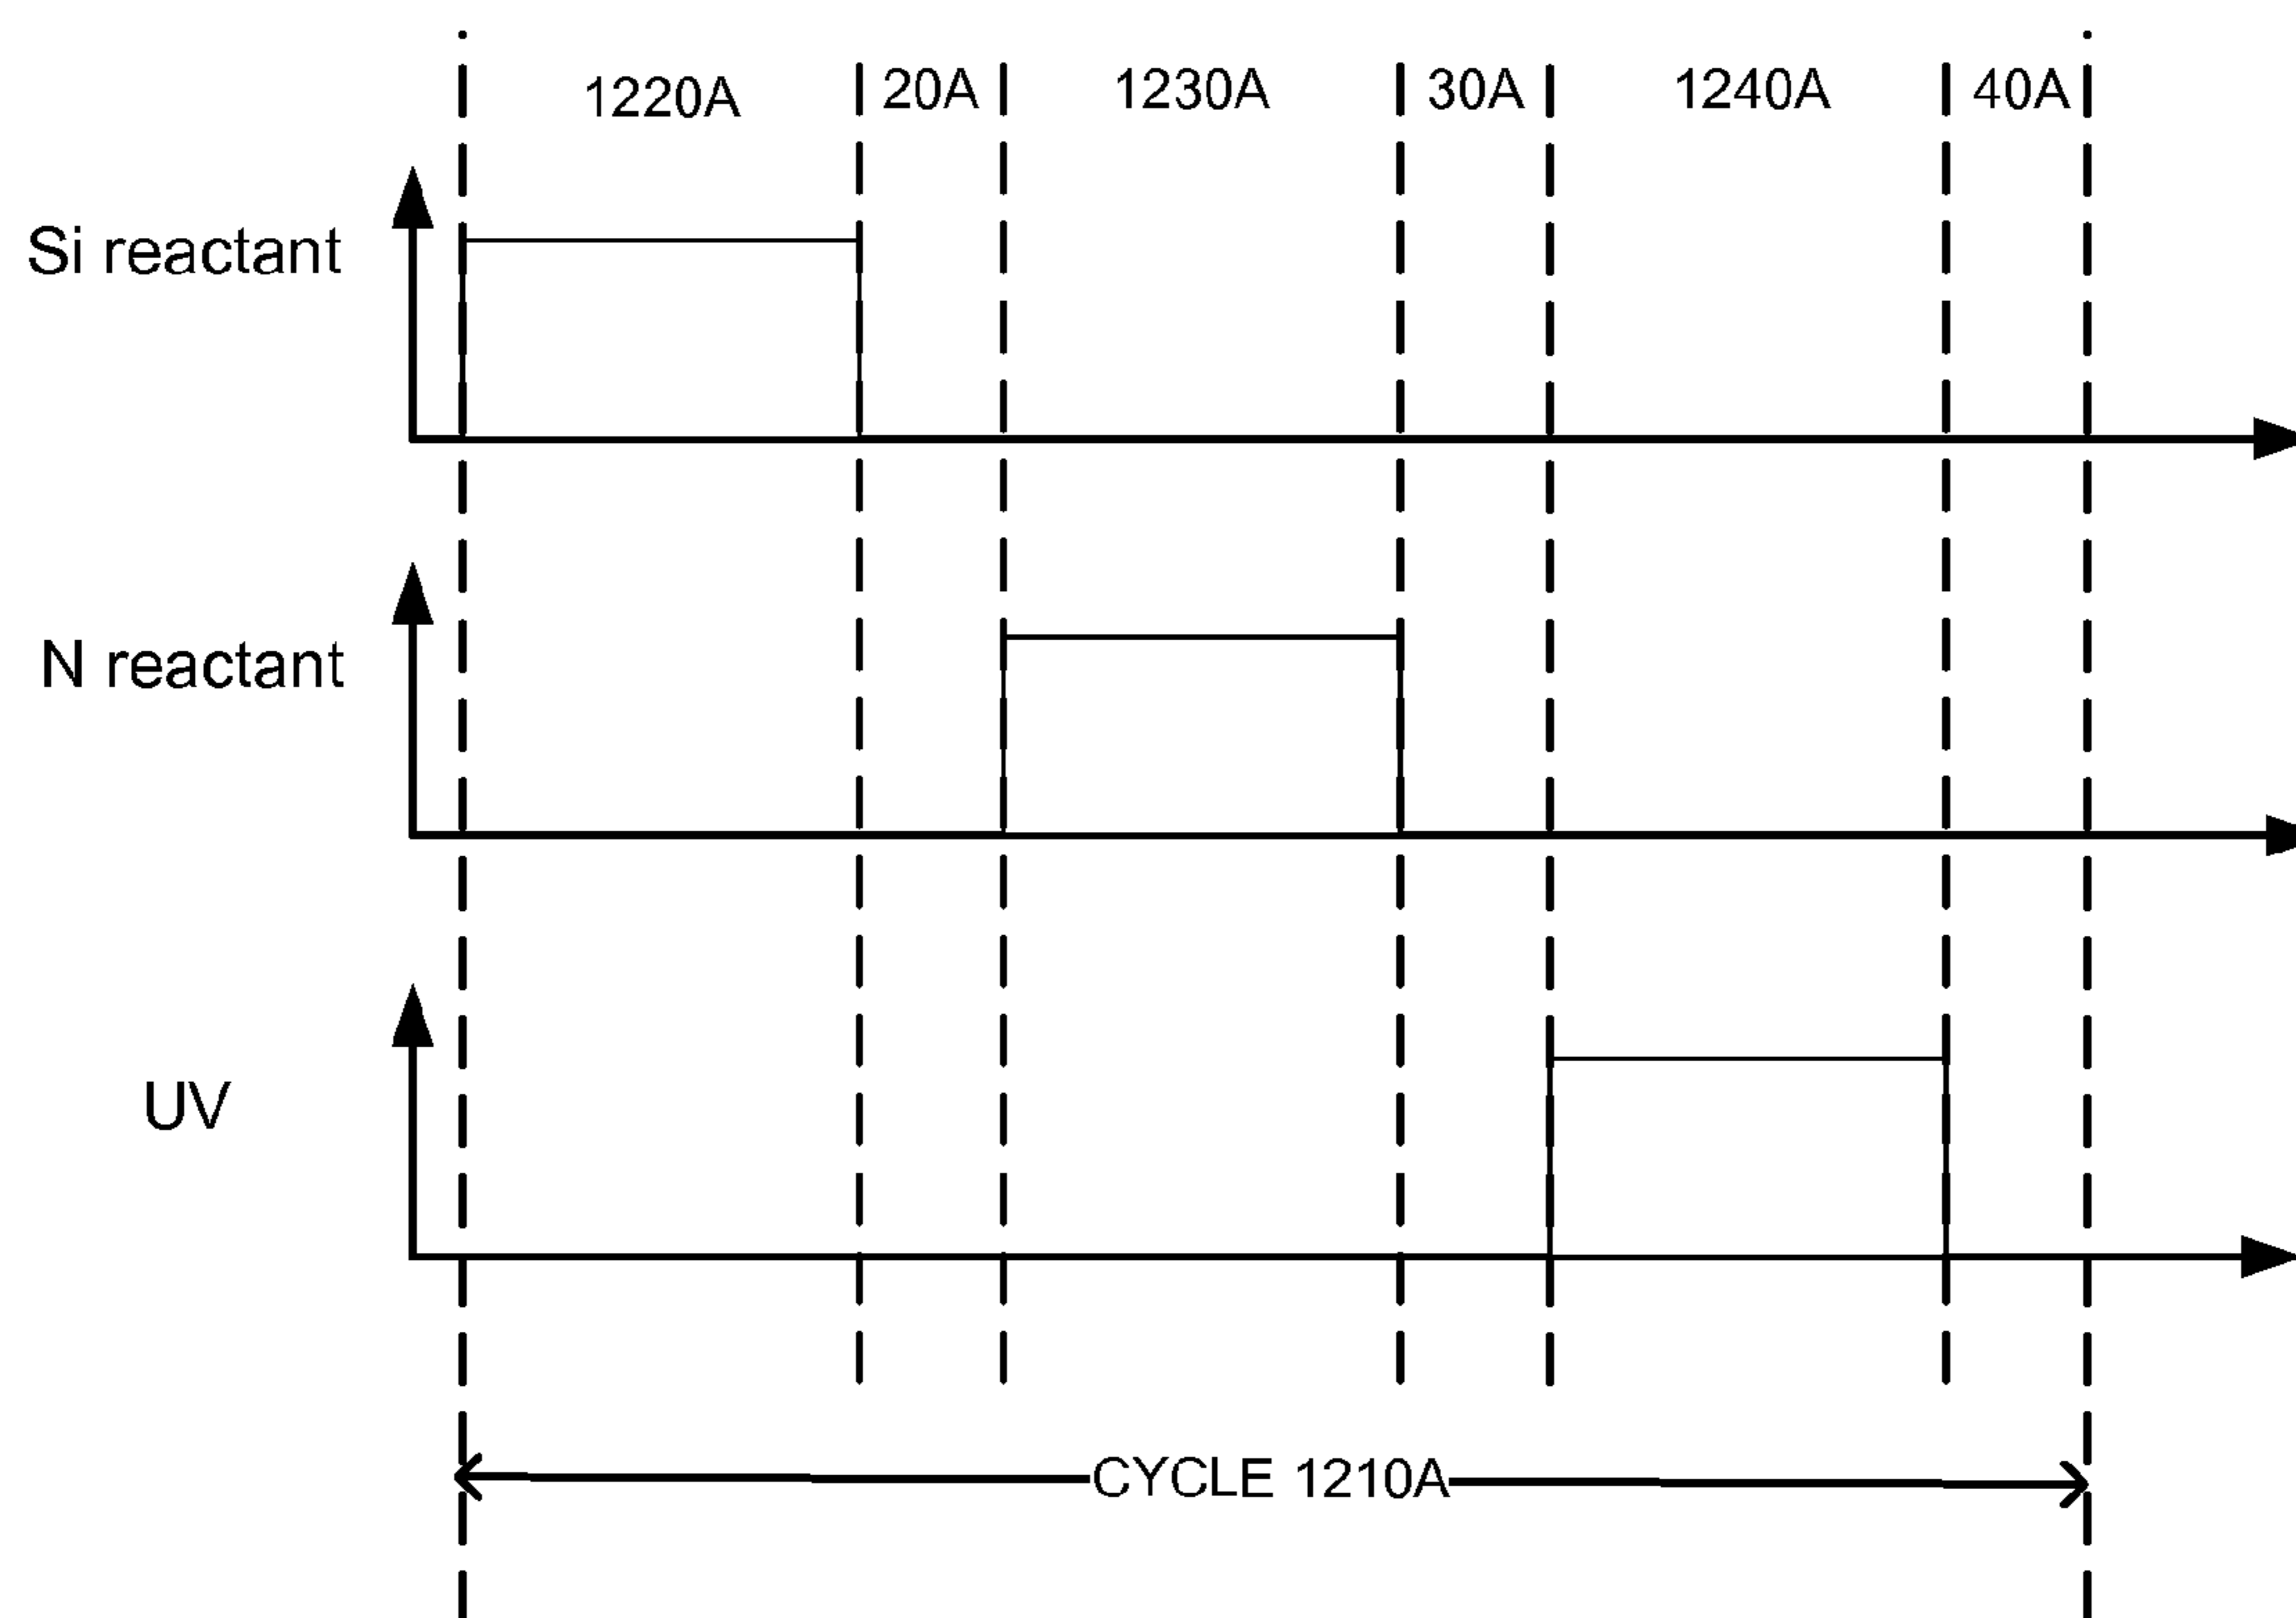 1220A 20A 1230A 30A 1240A 40A
Si reactant
N reactant
UV
CYCLE 1210A